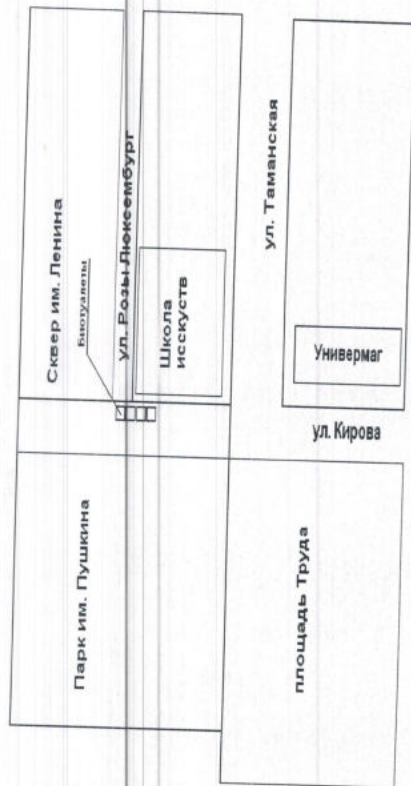 Сквер им. Ленина
Биотуалеты
ул. Розы Люксембург
Школа
исскуств
ул. Таманская
Универмаг
ул. Кирова
Парк им. Пушкина
площадь Труда